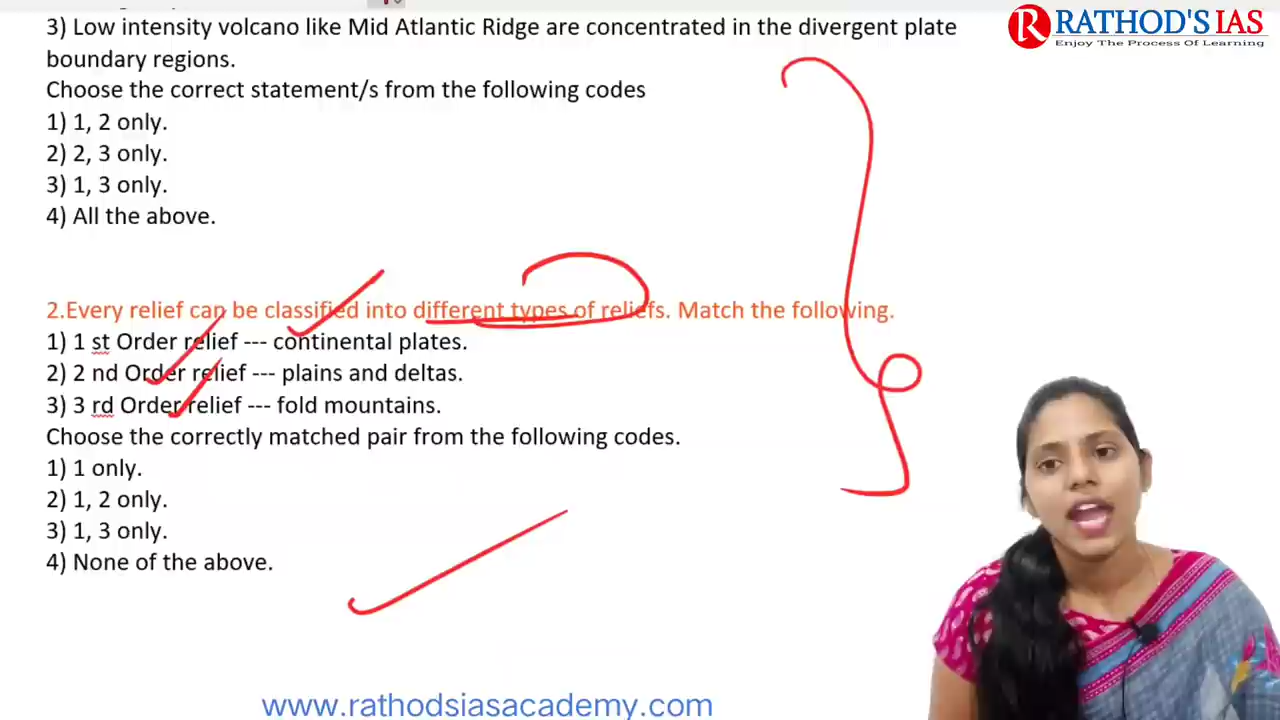 RATHOD'S IAS
Enjoy The Process Of Learning
3) Low intensity volcano like Mid Atlantic Ridge are concentrated in the divergent plate
boundary regions.
Choose the correct statement/s from the following codes
1) 1, 2 only.
2) 2, 3 only.
3) 1, 3 only.
4) All the above.
2.Every relief can be classified into different types of reliefs. Match the following.
1) 1 st Order relief --- continental plates.
2) 2 nd Order relief --- plains and deltas.
3) 3 rd Order relief --- fold mountains.
Choose the correctly matched pair from the following codes.
1) 1 only.
2) 1, 2 only.
3) 1, 3 only.
4) None of the above.
www.rathodsiasacademy.com